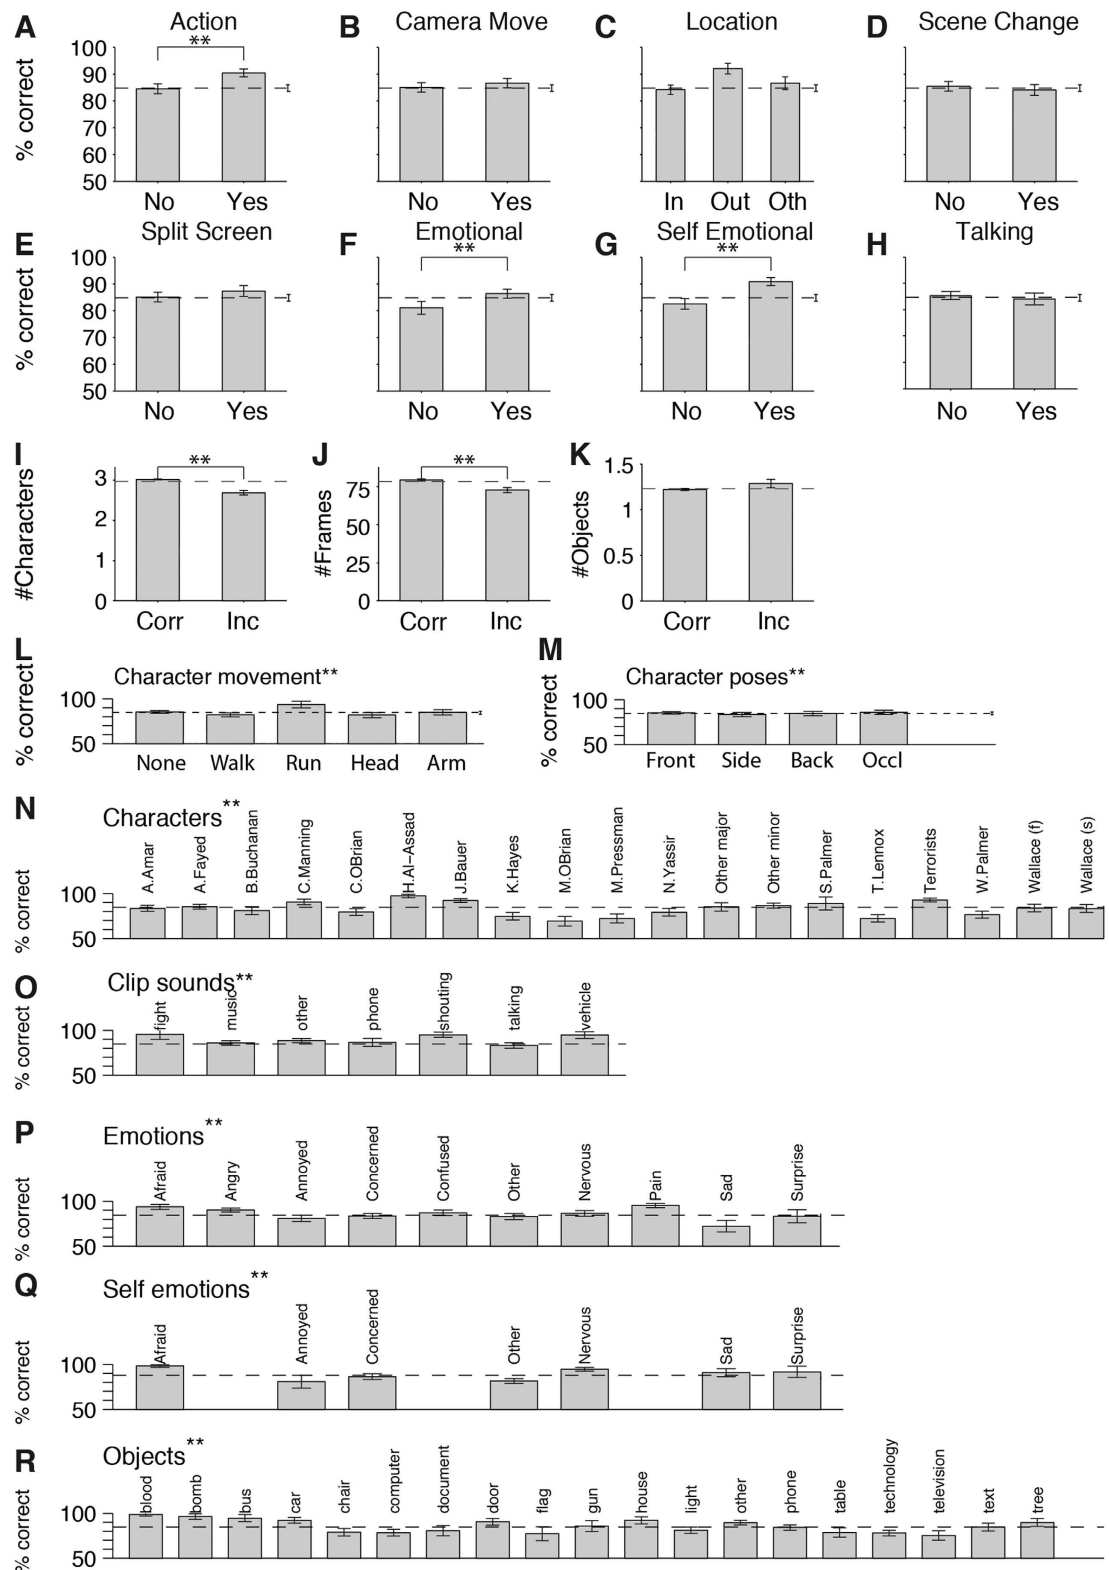 A Action B Camera Move C Location D Scene Change
**
% correct
100
90
80
70
60
50
No Yes No Yes In Out Oth No Yes
E Split Screen F Emotional G Self Emotional H Talking
** **
% correct
100
90
80
70
60
50
No Yes No Yes No Yes No Yes
I J K
** **
#Characters
3
2
1
0
#Frames
75
50
25
0
#Objects
1.5
1
0.5
0
Corr Inc Corr Inc Corr Inc
L Character movement**
% correct
100
50
None Walk Run Head Arm
M Character poses**
% correct
100
50
Front Side Back Occl
N Characters**
A.Amar A.Fayed B.Buchanan C.Manning C.OBrian H.Al-Assad J.Bauer K.Hayes M.OBrian M.Pressman N.Yassir Other major Other minor S.Palmer T.Lennox Terrorists W.Palmer Wallace (f) Wallace (s)
% correct
100
50
O Clip sounds**
fight music other phone shouting talking vehicle
% correct
100
50
P Emotions**
Afraid Angry Annoyed Concerned Confused Other Nervous Pain Sad Surprise
% correct
100
50
Q Self emotions**
Afraid Annoyed Concerned Other Nervous Sad Surprise
% correct
100
50
R Objects**
blood bomb bus car chair computer document door flag gun house light other phone table technology television text tree
% correct
100
50